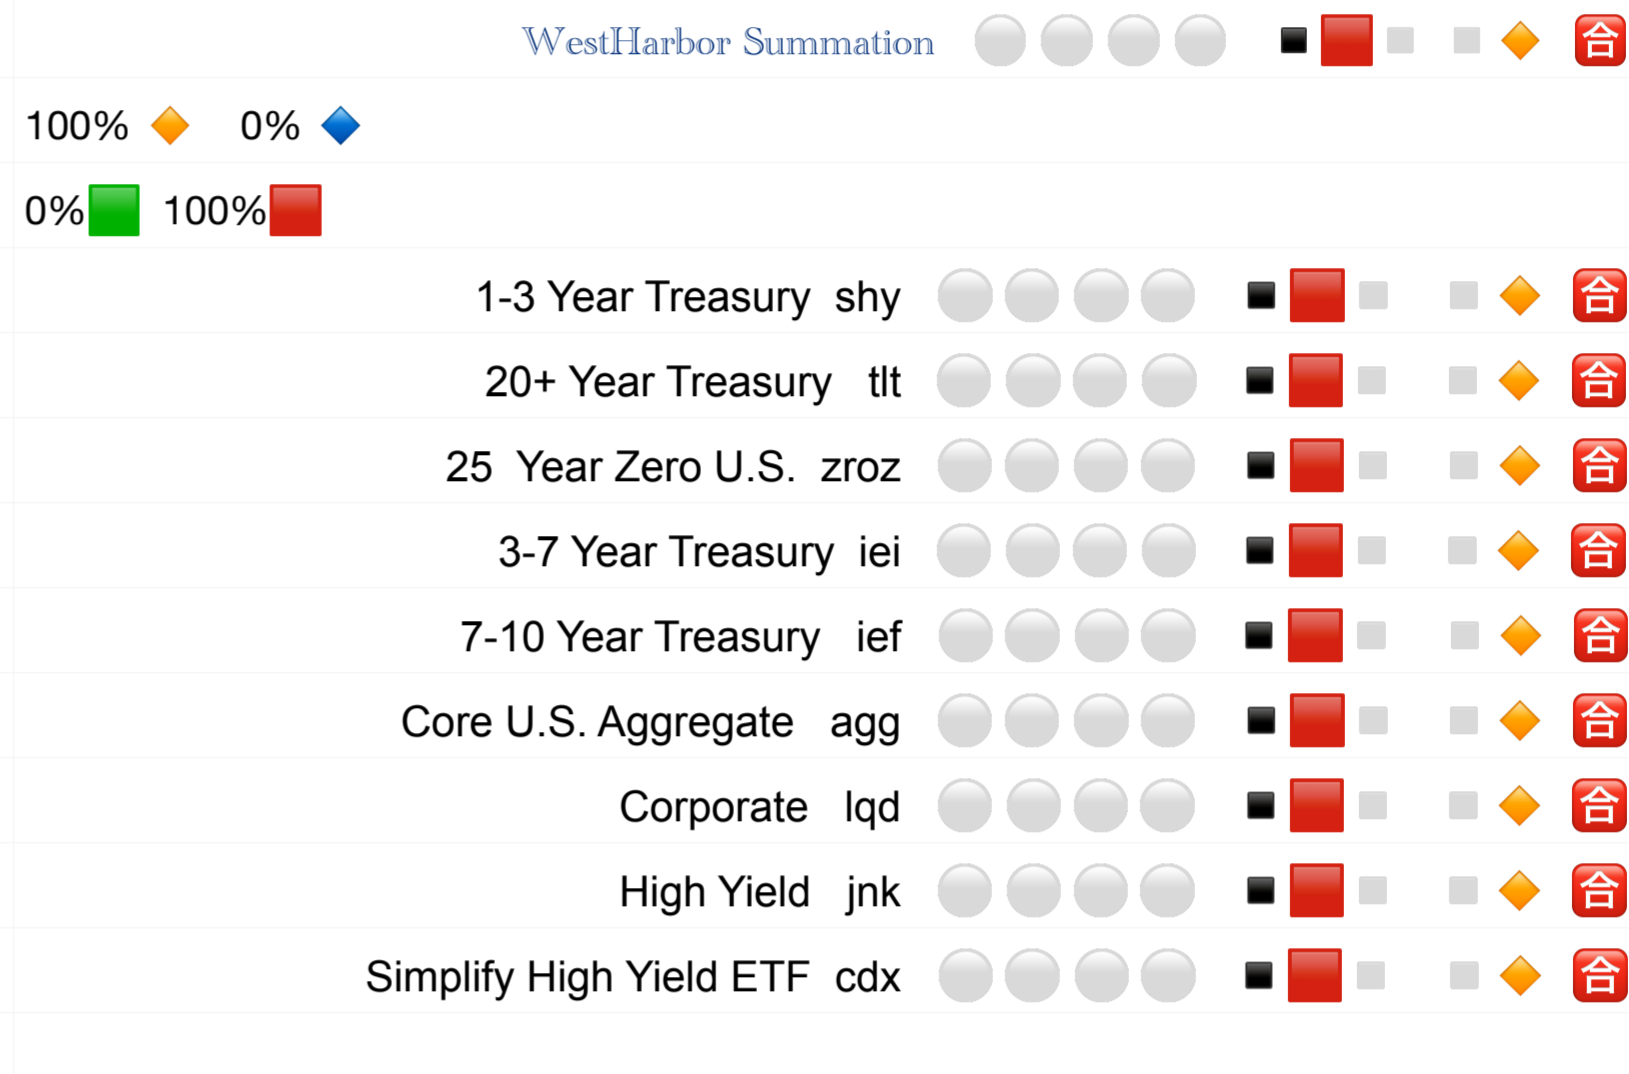 WestHarbor Summation 合
100% 0%
0% 100%
1-3 Year Treasury shy 合
20+ Year Treasury tlt 合
25 Year Zero U.S. zroz 合
3-7 Year Treasury iei 合
7-10 Year Treasury ief 合
Core U.S. Aggregate agg 合
Corporate lqd 合
High Yield jnk 合
Simplify High Yield ETF cdx 合